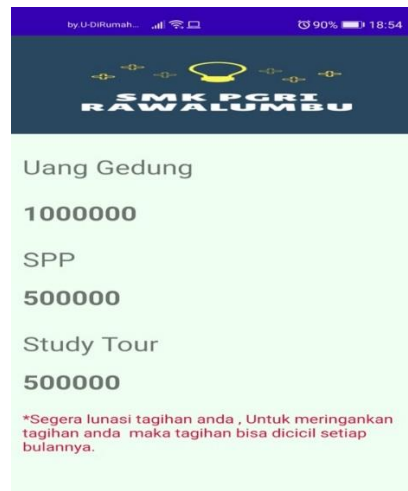 by.U-DiRumah... 90% 18:54
SMK PGRI
RAWALUMBU
Uang Gedung
1000000
SPP
500000
Study Tour
500000
*Segera lunasi tagihan anda , Untuk meringankan
tagihan anda maka tagihan bisa dicicil setiap
bulannya.